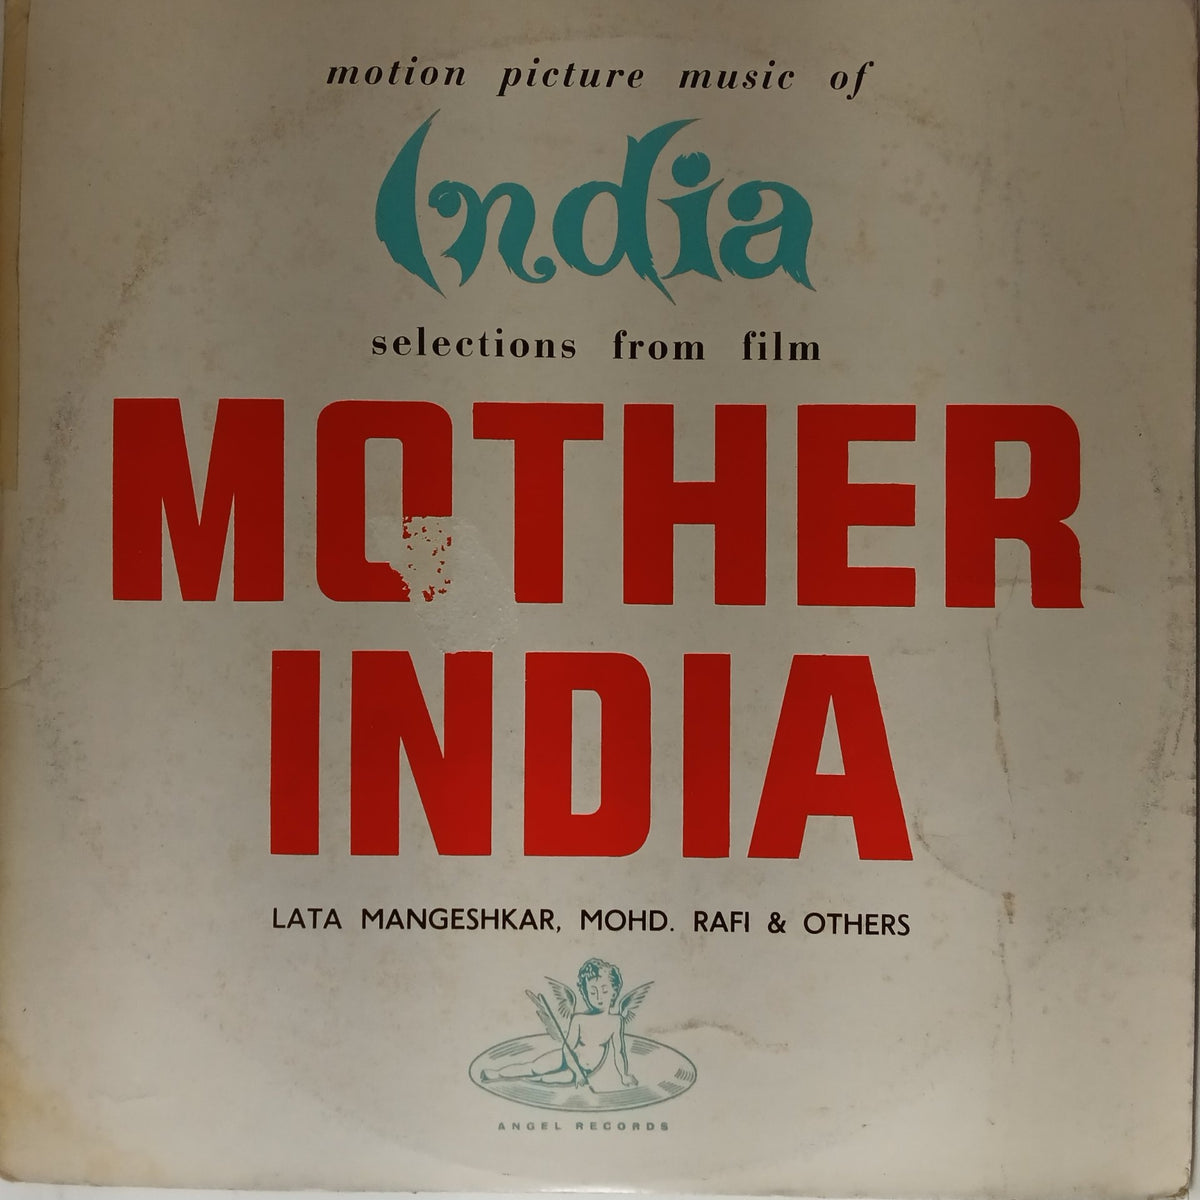 motion picture music of
India
selections from film
MOTHER
INDIA
LATA MANGESHKAR, MOHD. RAFI & OTHERS
ANGEL RECORDS